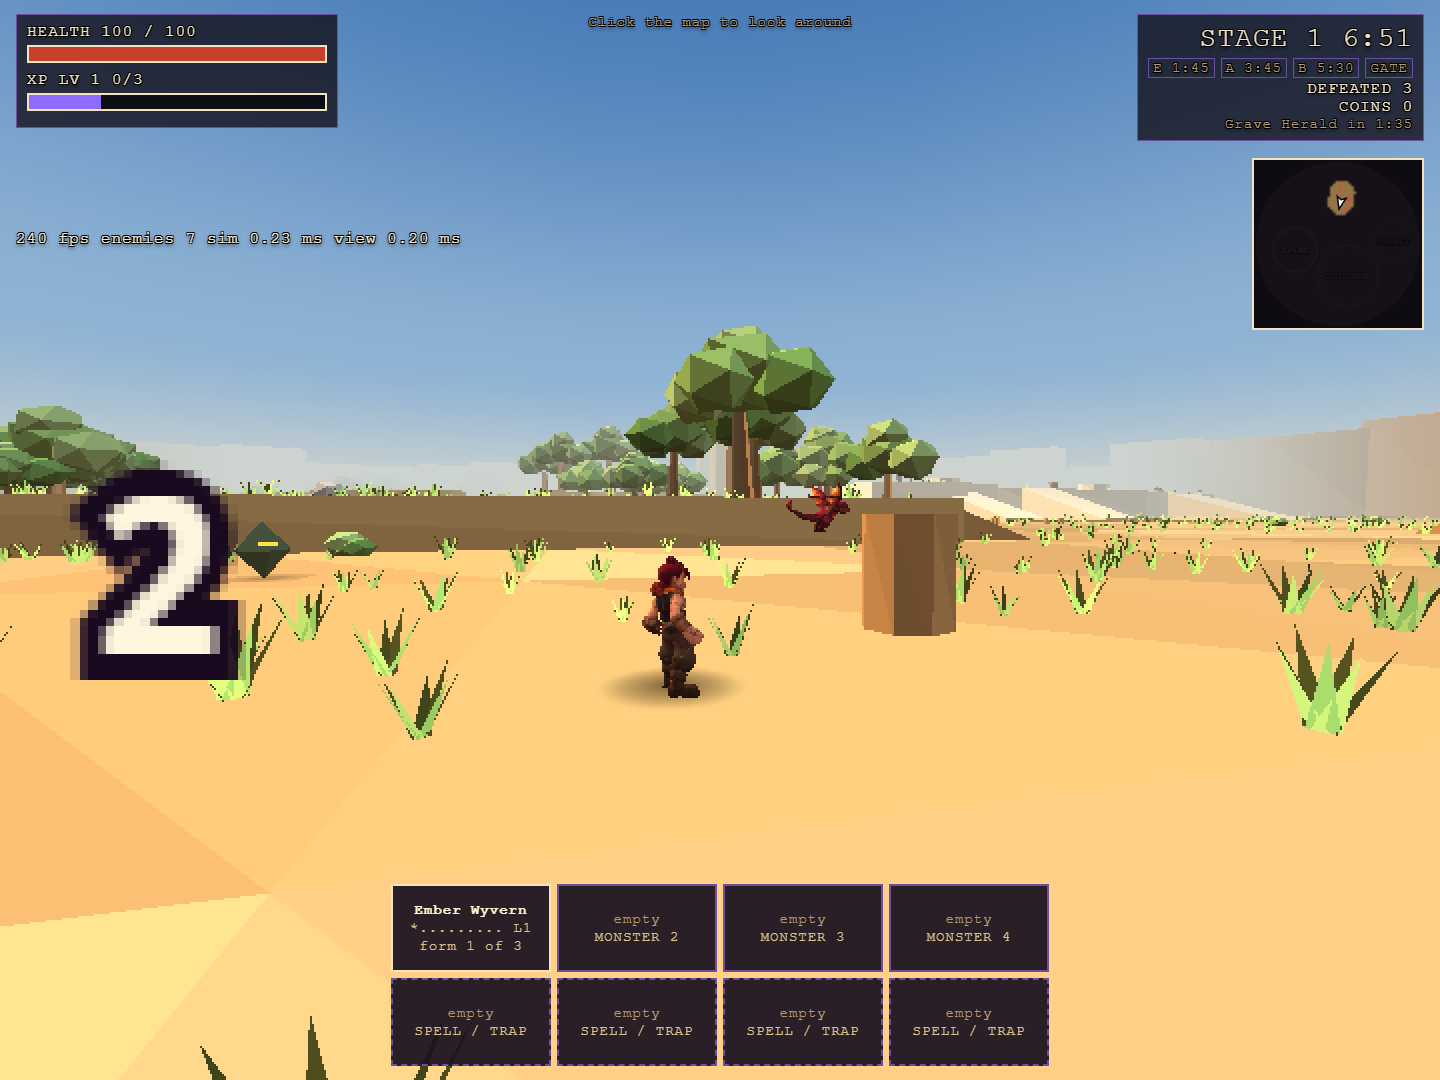 HEALTH 100 / 100
XP LV 1 0/3
Click the map to look around
STAGE 1 6:51
E 1:45 A 3:45 B 5:30 GATE
DEFEATED 3
COINS 0
Grave Herald in 1:35
240 fps enemies 7 sim 0.23 ms view 0.20 ms
2
Ember Wyvern
*......... L1
form 1 of 3
empty
MONSTER 2
empty
MONSTER 3
empty
MONSTER 4
empty
SPELL / TRAP
empty
SPELL / TRAP
empty
SPELL / TRAP
empty
SPELL / TRAP